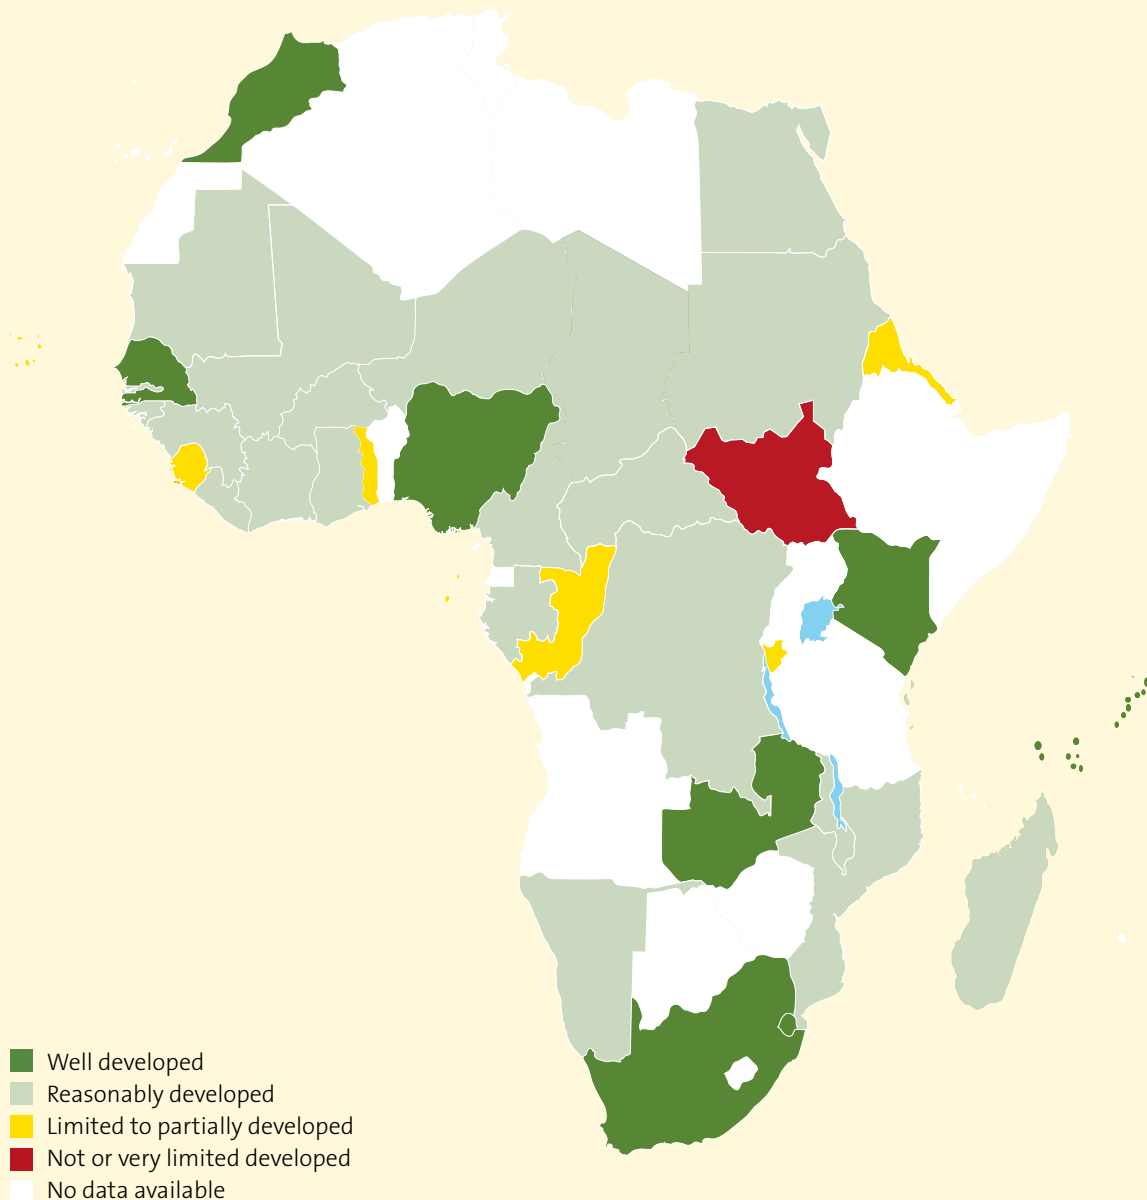 Well developed
Reasonably developed
Limited to partially developed
Not or very limited developed
No data available